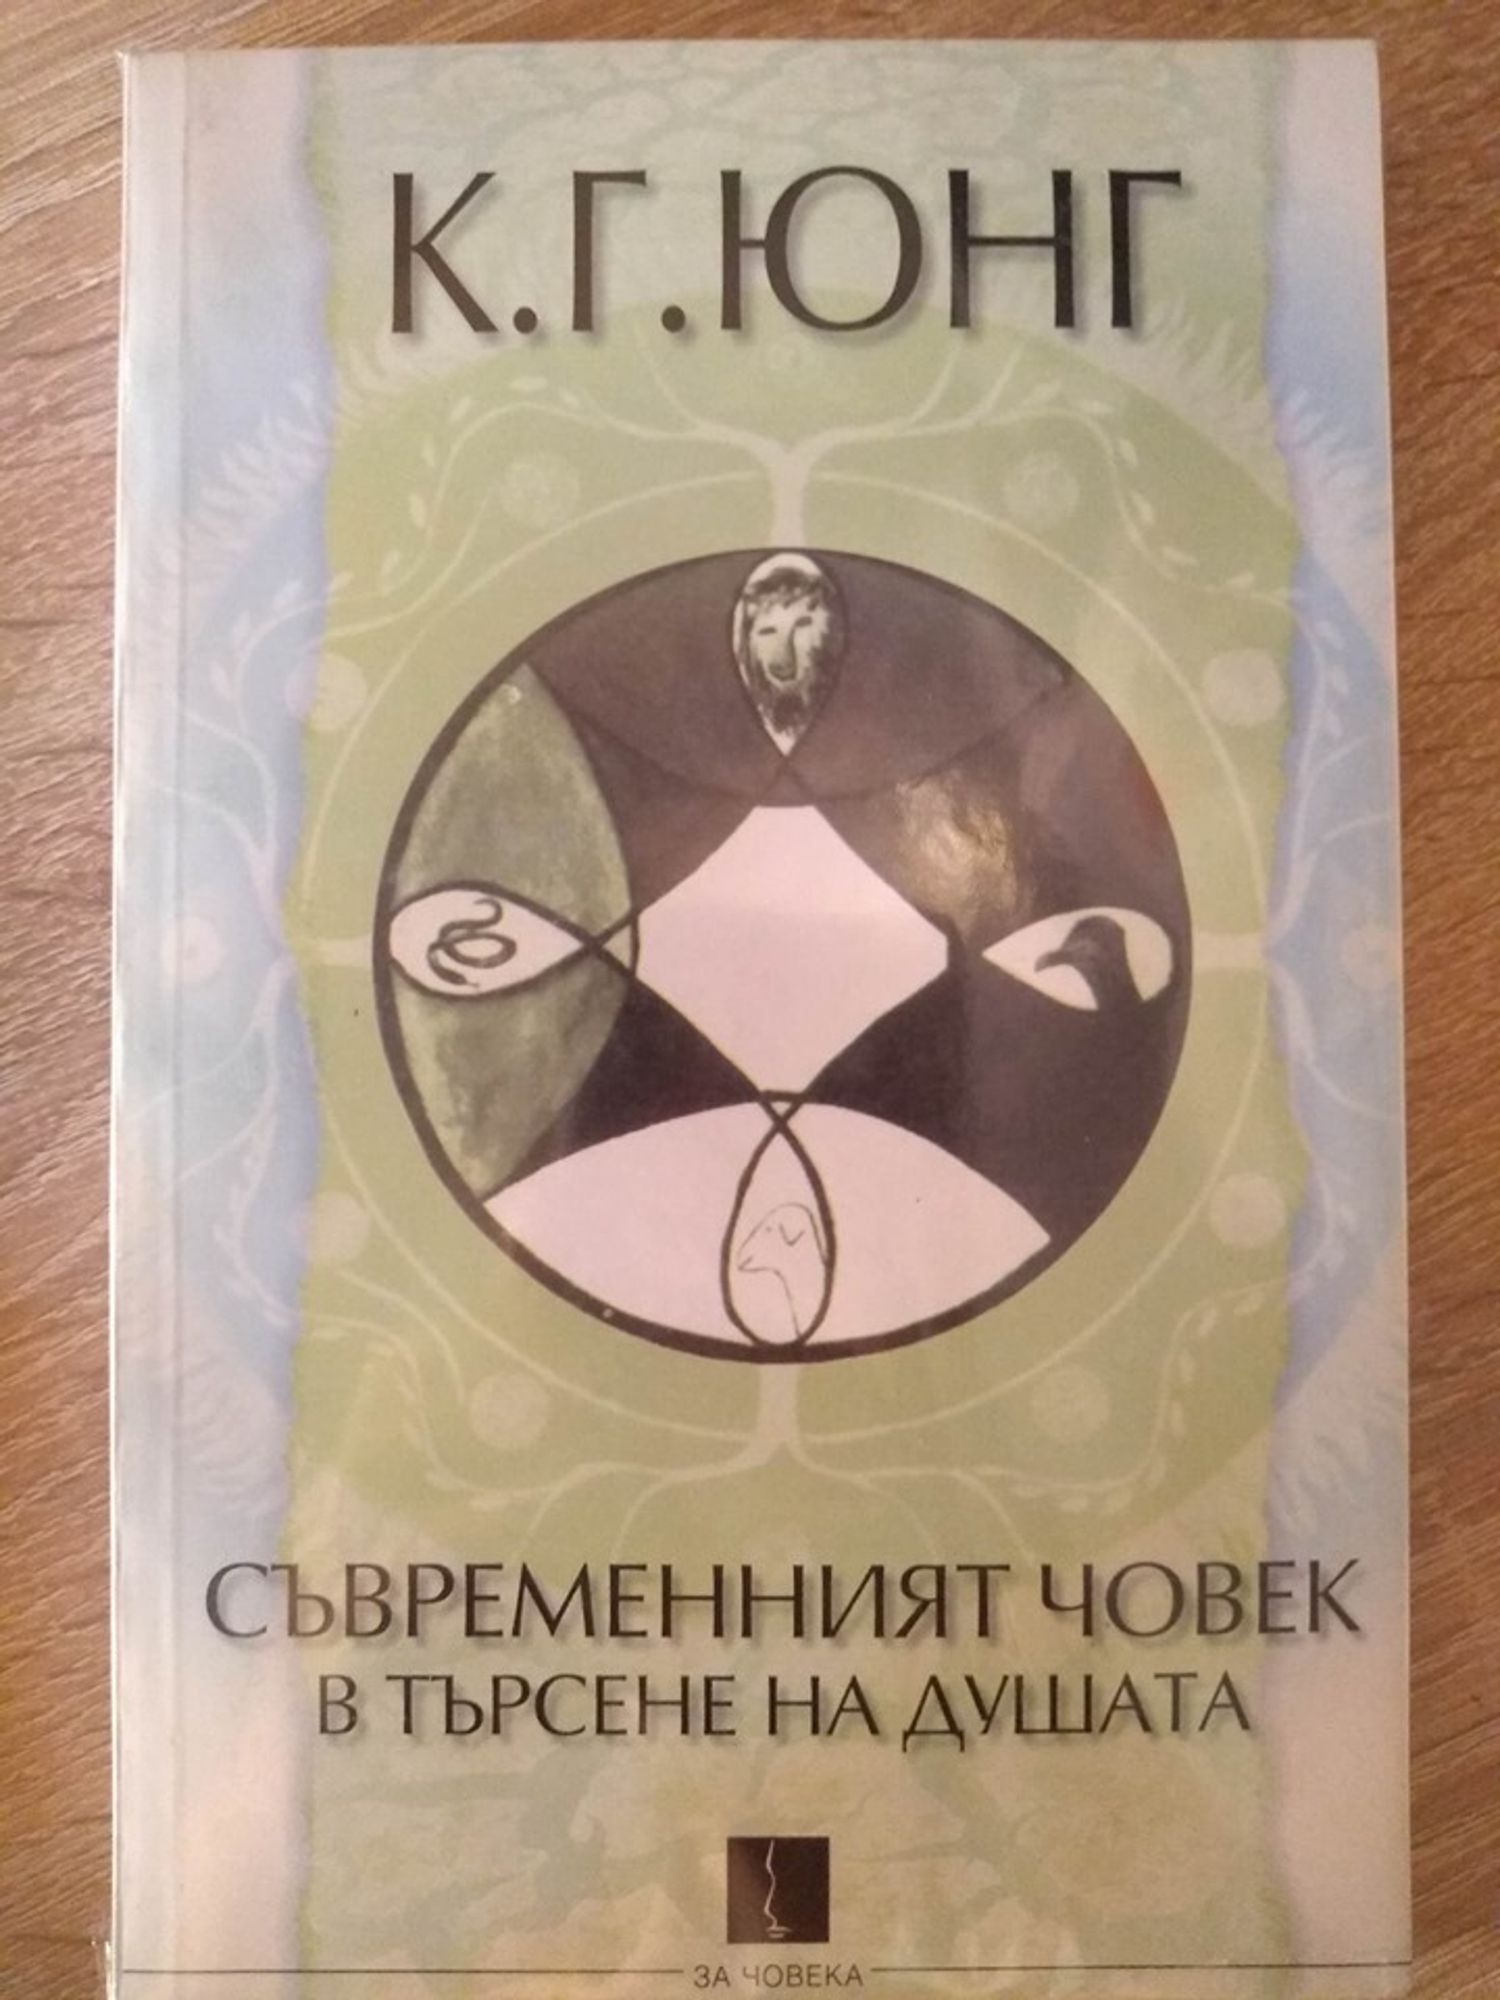 К.Г.ЮНГ
СЪВРЕМЕННИЯТ ЧОВЕК
В ТЪРСЕНЕ НА ДУШАТА
ЗА ЧОВЕКА